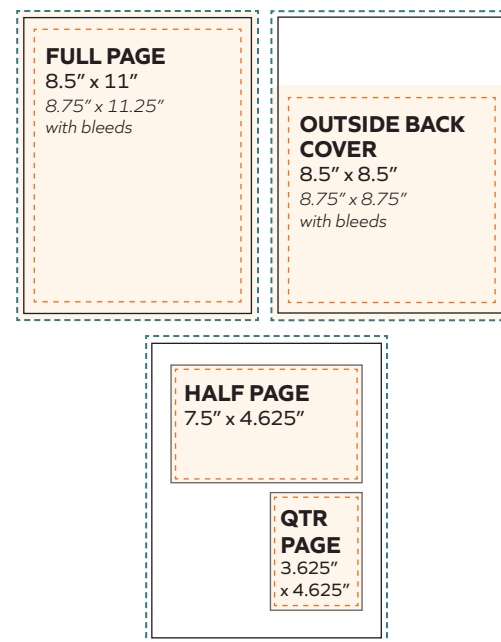 FULL PAGE
8.5” x 11”
8.75” x 11.25”
with bleeds
OUTSIDE BACK
COVER
8.5” x 8.5”
8.75” x 8.75”
with bleeds
HALF PAGE
7.5” x 4.625”
QTR
PAGE
3.625”
x 4.625”